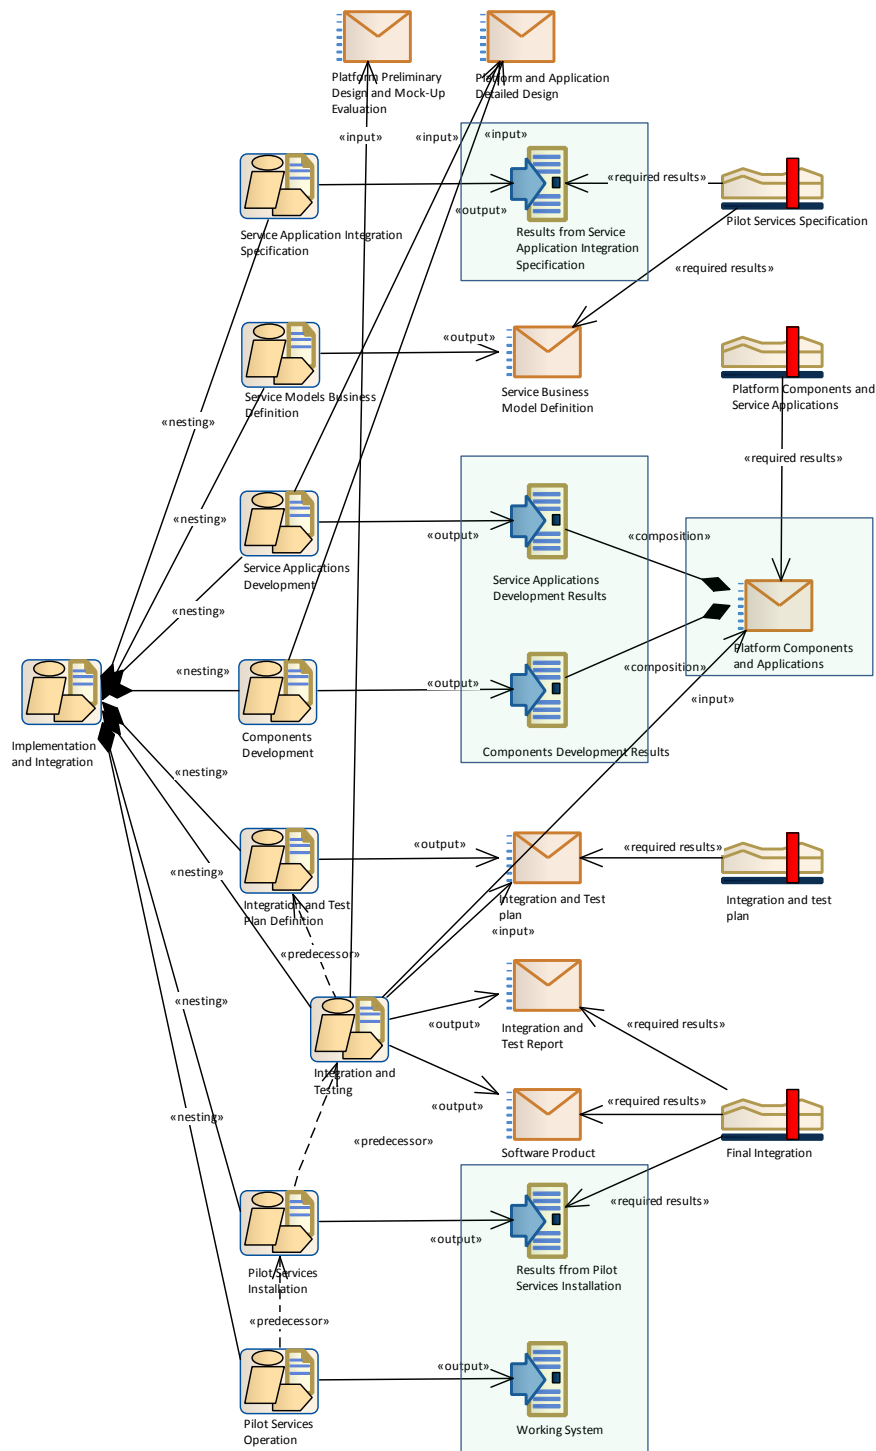 Platform Preliminary
Design and Mock-Up
Evaluation
Platform and Application
Detailed Design
«input»
«input»
«input»
Service Application Integration
Specification
«output»
Results from Service
Application Integration
Specification
«required results»
Pilot Services Specification
«required results»
Service Models Business
Definition
«output»
Service Business
Model Definition
Platform Components and
Service Applications
«nesting»
«required results»
«nesting»
Service Applications
Development
«output»
Service Applications
Development Results
«composition»
«nesting»
Platform Components
and Applications
«nesting»
Components
Development
«output»
Components Development Results
«composition»
«input»
Implementation
and Integration
«nesting»
Integration and Test
Plan Definition
«output»
Integration and Test
plan
«required results»
Integration and test
plan
«nesting»
«input»
«predecessor»
«nesting»
Integration and
Testing
«output»
Integration and
Test Report
«required results»
«output»
Software Product
«required results»
Final Integration
«nesting»
«predecessor»
«required results»
Pilot Services
Installation
«output»
Results ffrom Pilot
Services Installation
«predecessor»
Pilot Services
Operation
«output»
Working System